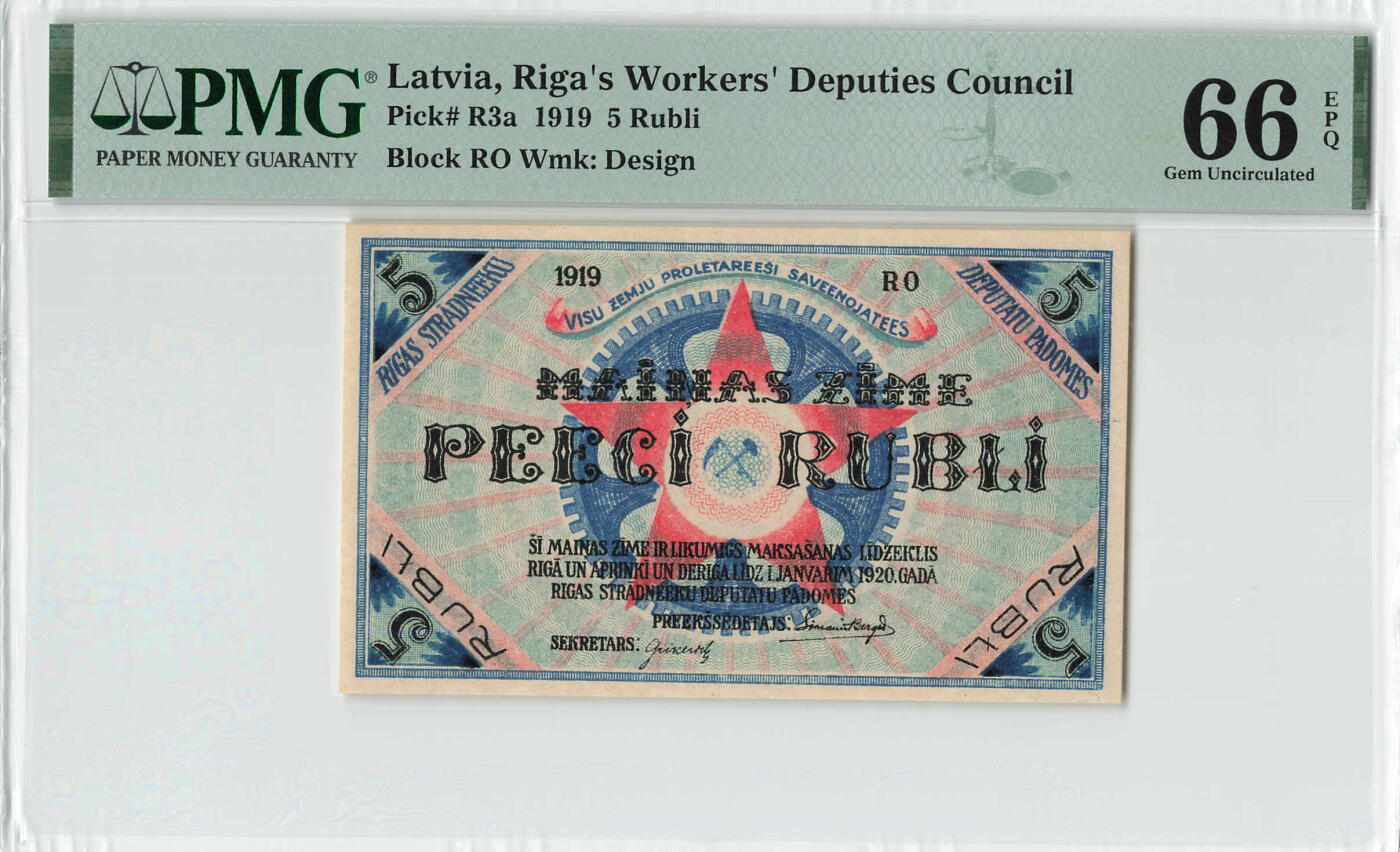 PMG®
PAPER MONEY GUARANTY
Latvia, Riga's Workers' Deputies Council
Pick# R3a 1919 5 Rubli
Block RO Wmk: Design
66
EPQ
Gem Uncirculated
5
5
RIGAS STRADNEEKU
DEPUTATU PADOMES
1919
RO
VISU ZEMJU PROLETAREEŠI SAVEENOJATEES
MAIŅAS ZĪME
PEECI RUBĻI
ŠĪ MAIŅAS ZĪME IR LIKUMIGS MAKSAŠANAS LĪDZEKLIS
RIGĀ UN APRINĶĪ UN DERIGA LĪDZ 1. JANVARIM 1920. GADĀ
RIGAS STRĀDNEEKU DEPUTATU PADOMES
PREEKŠSEDETAJS:
SEKRETARS:
RUBĻI
RUBĻI
5
5